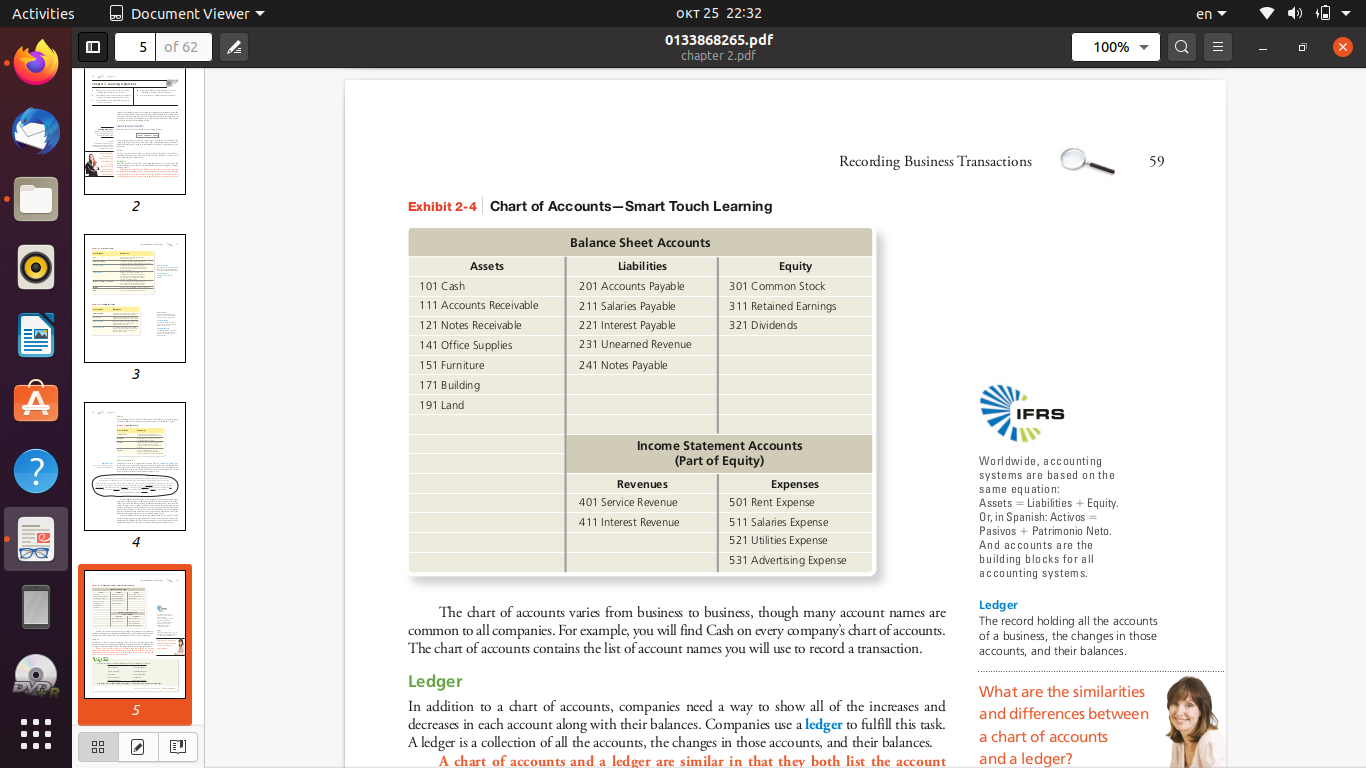 Activities Document Viewer окт 25 22:32 en
5 of 62 0133868265.pdf 100%
chapter 2.pdf
2
3
4
5
Recording Business Transactions 59
Exhibit 2-4 Chart of Accounts—Smart Touch Learning
Balance Sheet Accounts
Assets Liabilities Equity
101 Cash 201 Accounts Payable 301 Common Stock
111 Accounts Receivable 211 Salaries Payable 311 Retained Earnings
121 Notes Receivable 221 Interest Payable 321 Dividends
141 Office Supplies 231 Unearned Revenue
151 Furniture 241 Notes Payable
171 Building
191 Land
Income Statement Accounts
(Part of Equity)
Revenues Expenses
401 Service Revenue 501 Rent Expense
411 Interest Revenue 511 Salaries Expense
521 Utilities Expense
531 Advertising Expense
The chart of accounts varies from business to business, though many account names are
common to all companies. For example, you will find Cash on every company's chart of accounts.
The chart of accounts contains the list of account names you will use to record a transaction.
Ledger
In addition to a chart of accounts, companies need a way to show all of the increases and
decreases in each account along with their balances. Companies use a ledger to fulfill this task.
A ledger is a collection of all the accounts, the changes in those accounts, and their balances.
A chart of accounts and a ledger are similar in that they both list the account
IFRS
Worldwide, accounting
systems are based on the
same equation:
Assets = Liabilities + Equity.
Or, in Spanish: Activos =
Pasivos + Patrimonio Neto.
And accounts are the
building blocks for all
accounting systems.
Ledger
The record holding all the accounts
of a business, the changes in those
accounts, and their balances.
What are the similarities
and differences between
a chart of accounts
and a ledger?